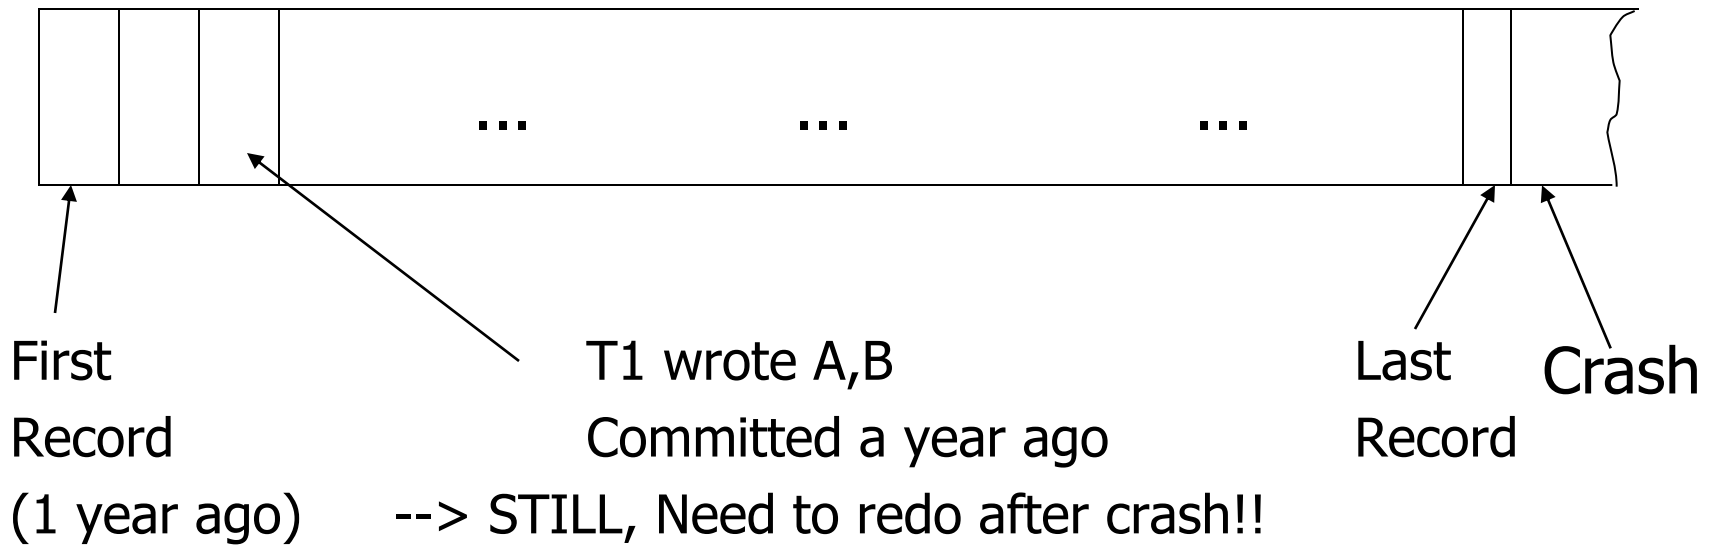 ... ... ...
First T1 wrote A,B Last Crash
Record Committed a year ago Record
(1 year ago) --> STILL, Need to redo after crash!!